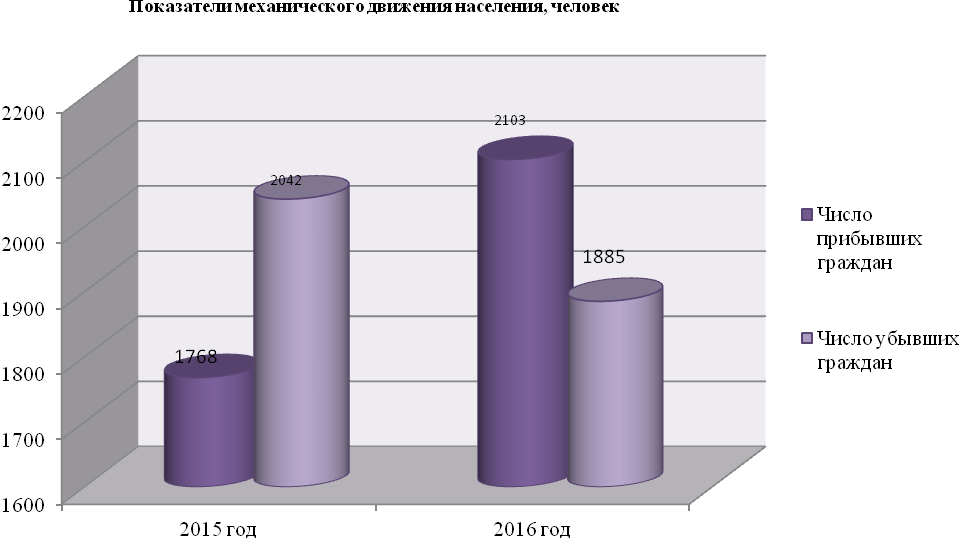 Показатели механического движения населения, человек
2200
2100
2000
1900
1800
1700
1600
1768
2042
2103
1885
2015 год
2016 год
Число
прибывших
граждан
Число убывших
граждан